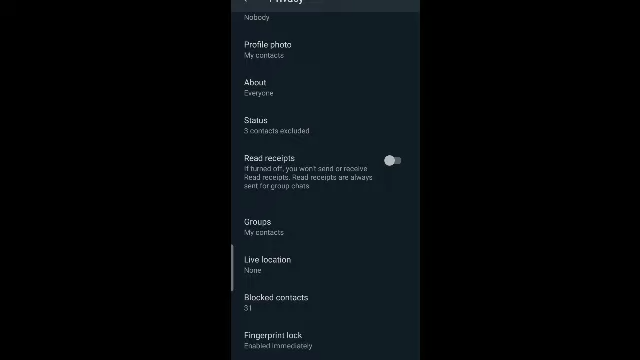 Privacy
Nobody
Profile photo
My contacts
About
Everyone
Status
3 contacts excluded
Read receipts
If turned off, you won't send or receive
Read receipts. Read receipts are always
sent for group chats
Groups
My contacts
Live location
None
Blocked contacts
31
Fingerprint lock
Enabled immediately